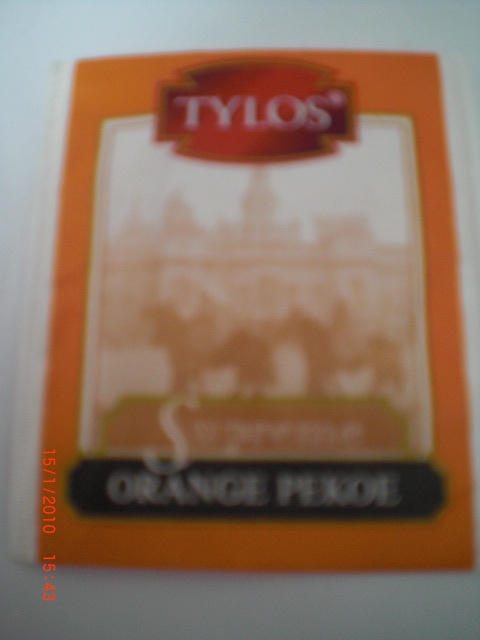 TYLOS®
Supreme
ORANGE PEKOE
15/1/2010 15:43